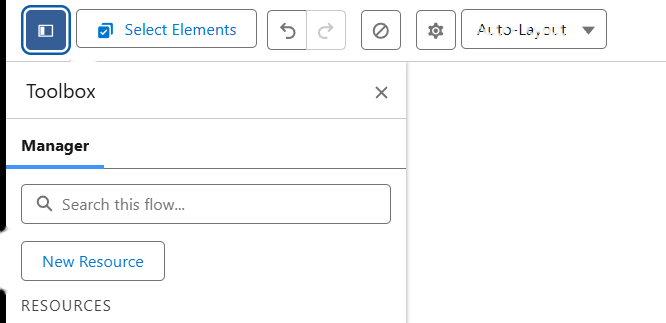 Select Elements
Auto-Layout
Toolbox
Manager
Search this flow...
New Resource
RESOURCES